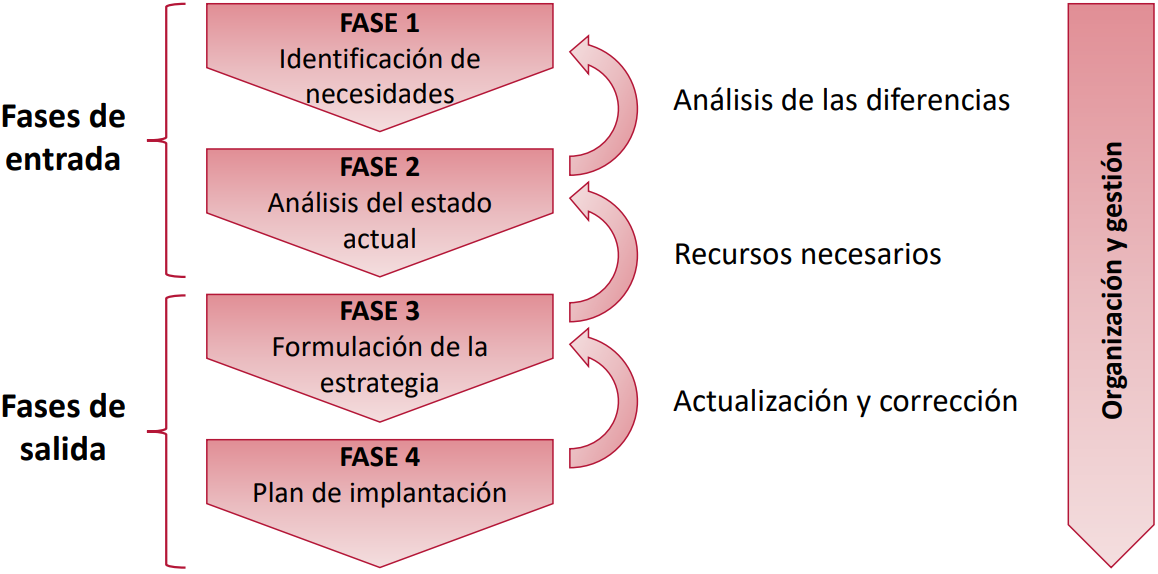 Fases de
entrada
FASE 1
Identificación de
necesidades
Análisis de las diferencias
FASE 2
Análisis del estado
actual
Recursos necesarios
Fases de
salida
FASE 3
Formulación de la
estrategia
Actualización y corrección
FASE 4
Plan de implantación
Organización y gestión